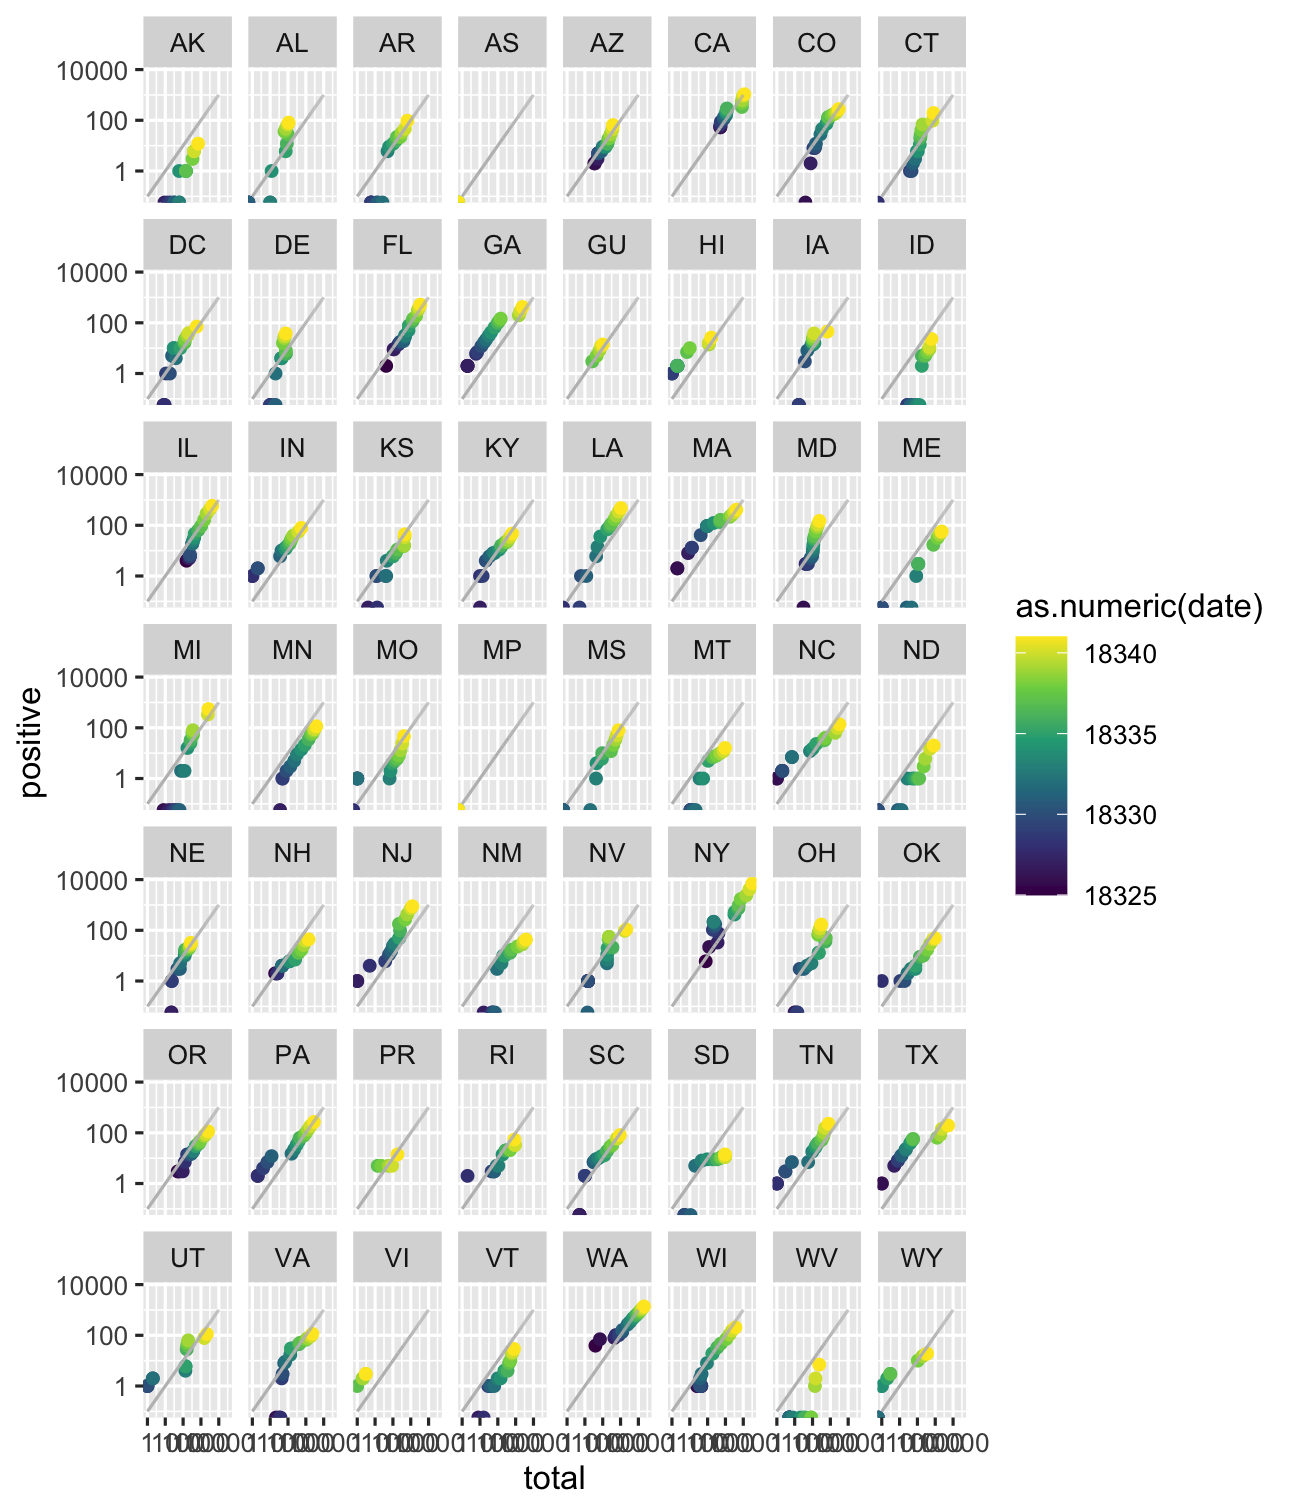 AK AL AR AS AZ CA CO CT
10000
100
1
DC DE FL GA GU HI IA ID
10000
100
1
IL IN KS KY LA MA MD ME
10000
100
1
MI MN MO MP MS MT NC ND
10000
100
1
NE NH NJ NM NV NY OH OK
10000
100
1
OR PA PR RI SC SD TN TX
10000
100
1
UT VA VI VT WA WI WV WY
10000
100
1
total
positive
as.numeric(date)
18340
18335
18330
18325